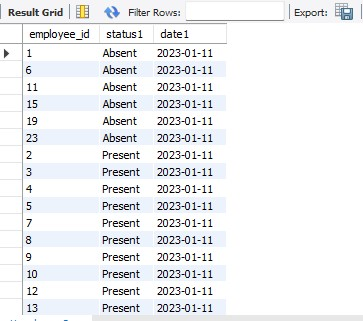 Result Grid Filter Rows: Export:
employee_id status1 date1
1 Absent 2023-01-11
6 Absent 2023-01-11
11 Absent 2023-01-11
15 Absent 2023-01-11
19 Absent 2023-01-11
23 Absent 2023-01-11
2 Present 2023-01-11
3 Present 2023-01-11
4 Present 2023-01-11
5 Present 2023-01-11
7 Present 2023-01-11
8 Present 2023-01-11
9 Present 2023-01-11
10 Present 2023-01-11
12 Present 2023-01-11
13 Present 2023-01-11